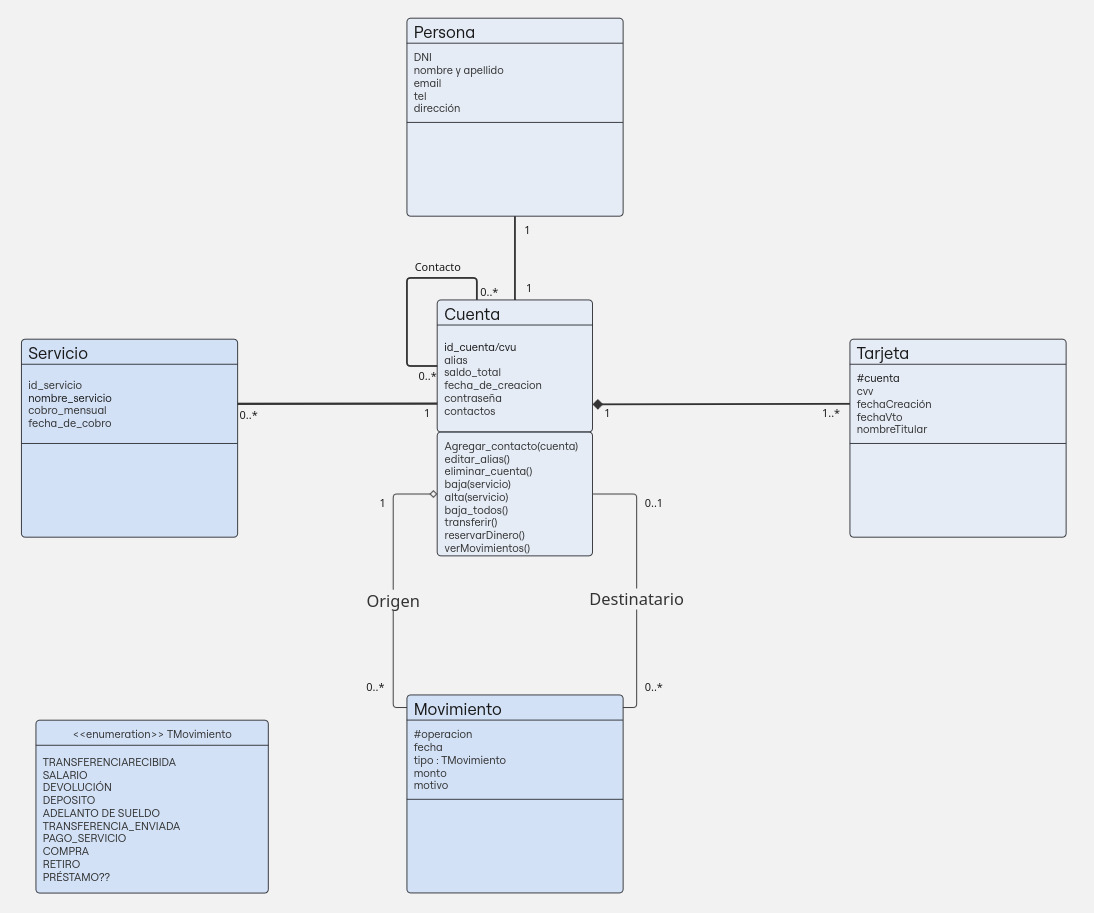 Persona
DNI
nombre y apellido
email
tel
dirección
1
Contacto
0..*
1
Cuenta
id_cuenta/cvu
alias
saldo_total
fecha_de_creacion
contraseña
contactos
Agregar_contacto(cuenta)
editar_alias()
eliminar_cuenta()
baja(servicio)
alta(servicio)
baja_todos()
transferir()
reservarDinero()
verMovimientos()
0..*
Servicio
id_servicio
nombre_servicio
cobro_mensual
fecha_de_cobro
0..*
1
1
1..*
Tarjeta
#cuenta
cvv
fechaCreación
fechaVto
nombreTitular
1
0..1
Origen
Destinatario
0..*
0..*
Movimiento
#operacion
fecha
tipo : TMovimiento
monto
motivo
<<enumeration>> TMovimiento
TRANSFERENCIARECIBIDA
SALARIO
DEVOLUCIÓN
DEPOSITO
ADELANTO DE SUELDO
TRANSFERENCIA_ENVIADA
PAGO_SERVICIO
COMPRA
RETIRO
PRÉSTAMO??